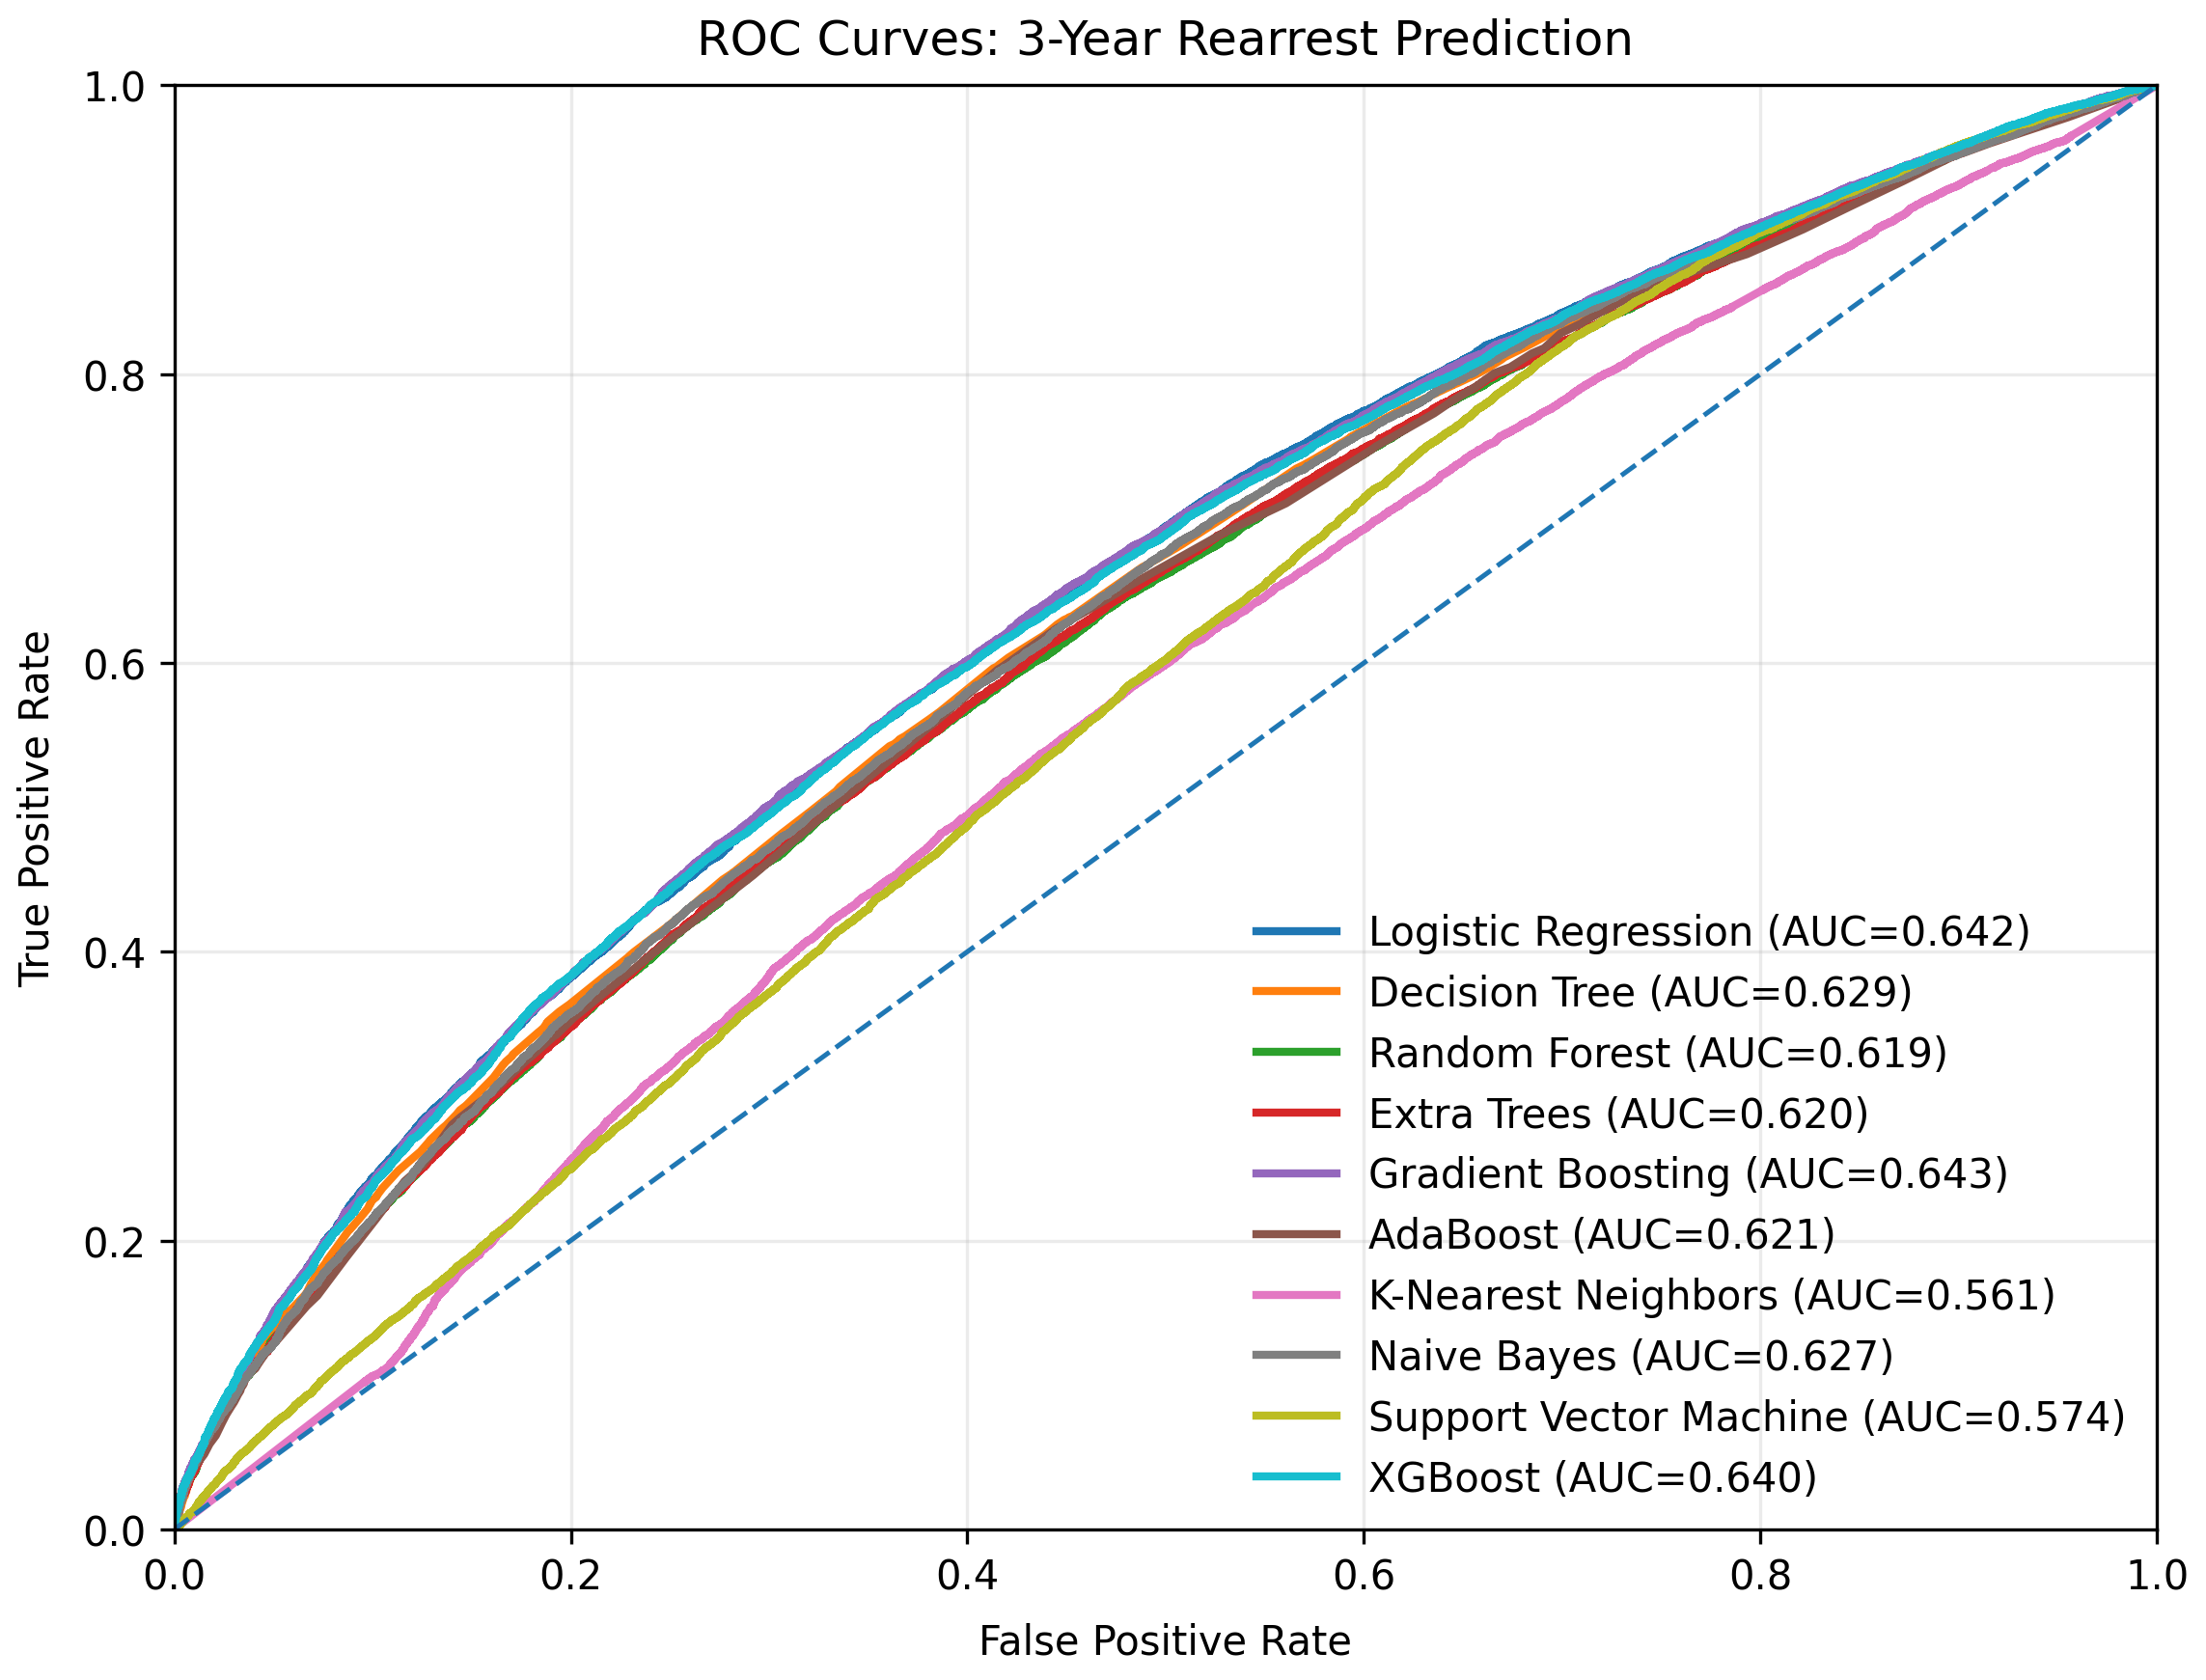 ROC Curves: 3-Year Rearrest Prediction
1.0
0.8
0.6
0.4
0.2
0.0
True Positive Rate
Logistic Regression (AUC=0.642)
Decision Tree (AUC=0.629)
Random Forest (AUC=0.619)
Extra Trees (AUC=0.620)
Gradient Boosting (AUC=0.643)
AdaBoost (AUC=0.621)
K-Nearest Neighbors (AUC=0.561)
Naive Bayes (AUC=0.627)
Support Vector Machine (AUC=0.574)
XGBoost (AUC=0.640)
0.0 0.2 0.4 0.6 0.8 1.0
False Positive Rate